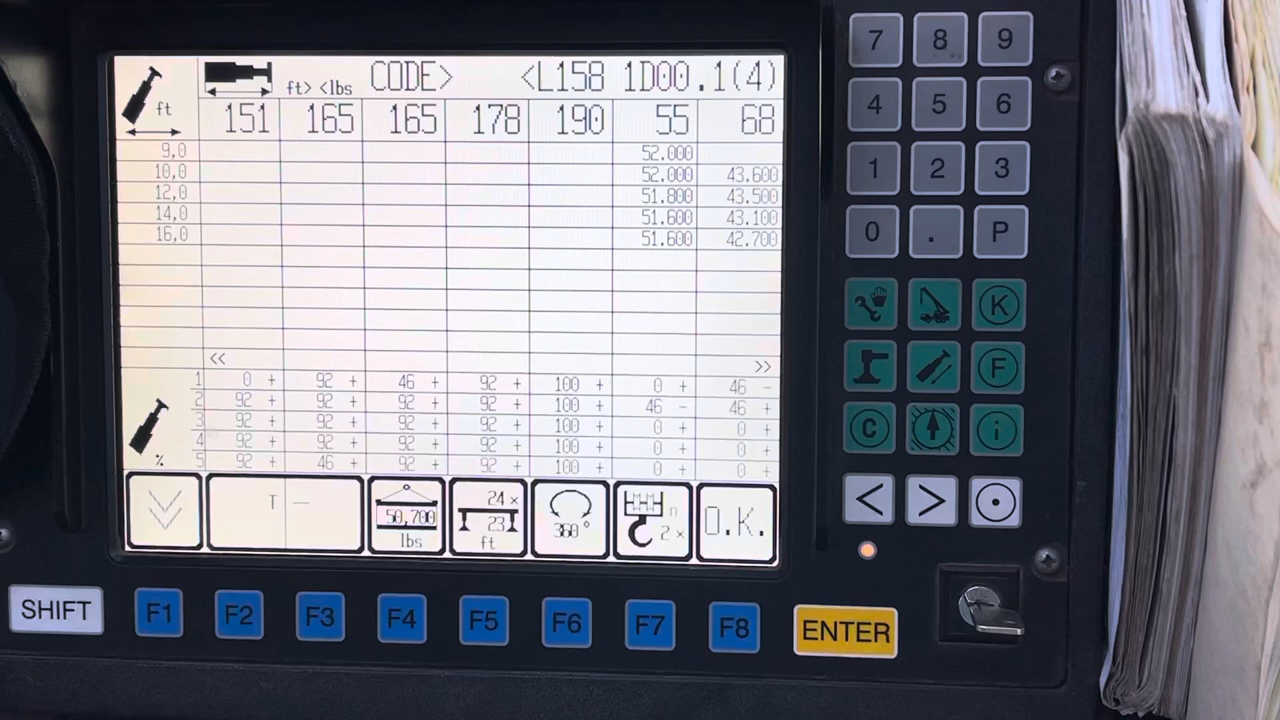 ft> <lbs CODE> <L158 1D00.1(4)
ft 151 165 165 178 190 55 68
9,0 52.000
10,0 52.000 43.600
12,0 51.800 43.500
14,0 51.600 43.100
16,0 51.600 42.700
<< >>
1 0 + 92 + 46 + 92 + 100 + 0 + 46 -
2 92 + 92 + 92 + 92 + 100 + 46 - 46 +
3 92 + 92 + 92 + 92 + 100 + 0 + 0 +
4 92 + 92 + 92 + 92 + 100 + 0 + 0 +
5 92 + 46 + 92 + 92 + 100 + 0 + 0 +
%
T — 50,700 lbs 24 x 23 ft 360° n 2 x O.K.
SHIFT F1 F2 F3 F4 F5 F6 F7 F8 ENTER
7 8 9
4 5 6
1 2 3
0 . P
K
F
C i
< >